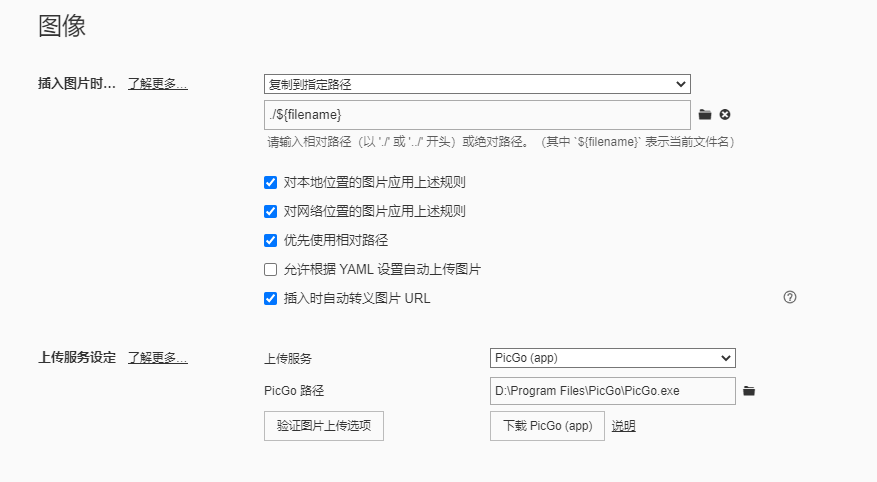 图像
插入图片时... 了解更多...
复制到指定路径
./${filename}
请输入相对路径（以 './' 或 '../' 开头）或绝对路径。（其中 `${filename}` 表示当前文件名）
对本地位置的图片应用上述规则
对网络位置的图片应用上述规则
优先使用相对路径
允许根据 YAML 设置自动上传图片
插入时自动转义图片 URL
上传服务设定 了解更多... 上传服务 PicGo (app)
PicGo 路径 D:\Program Files\PicGo\PicGo.exe
验证图片上传选项 下载 PicGo (app) 说明